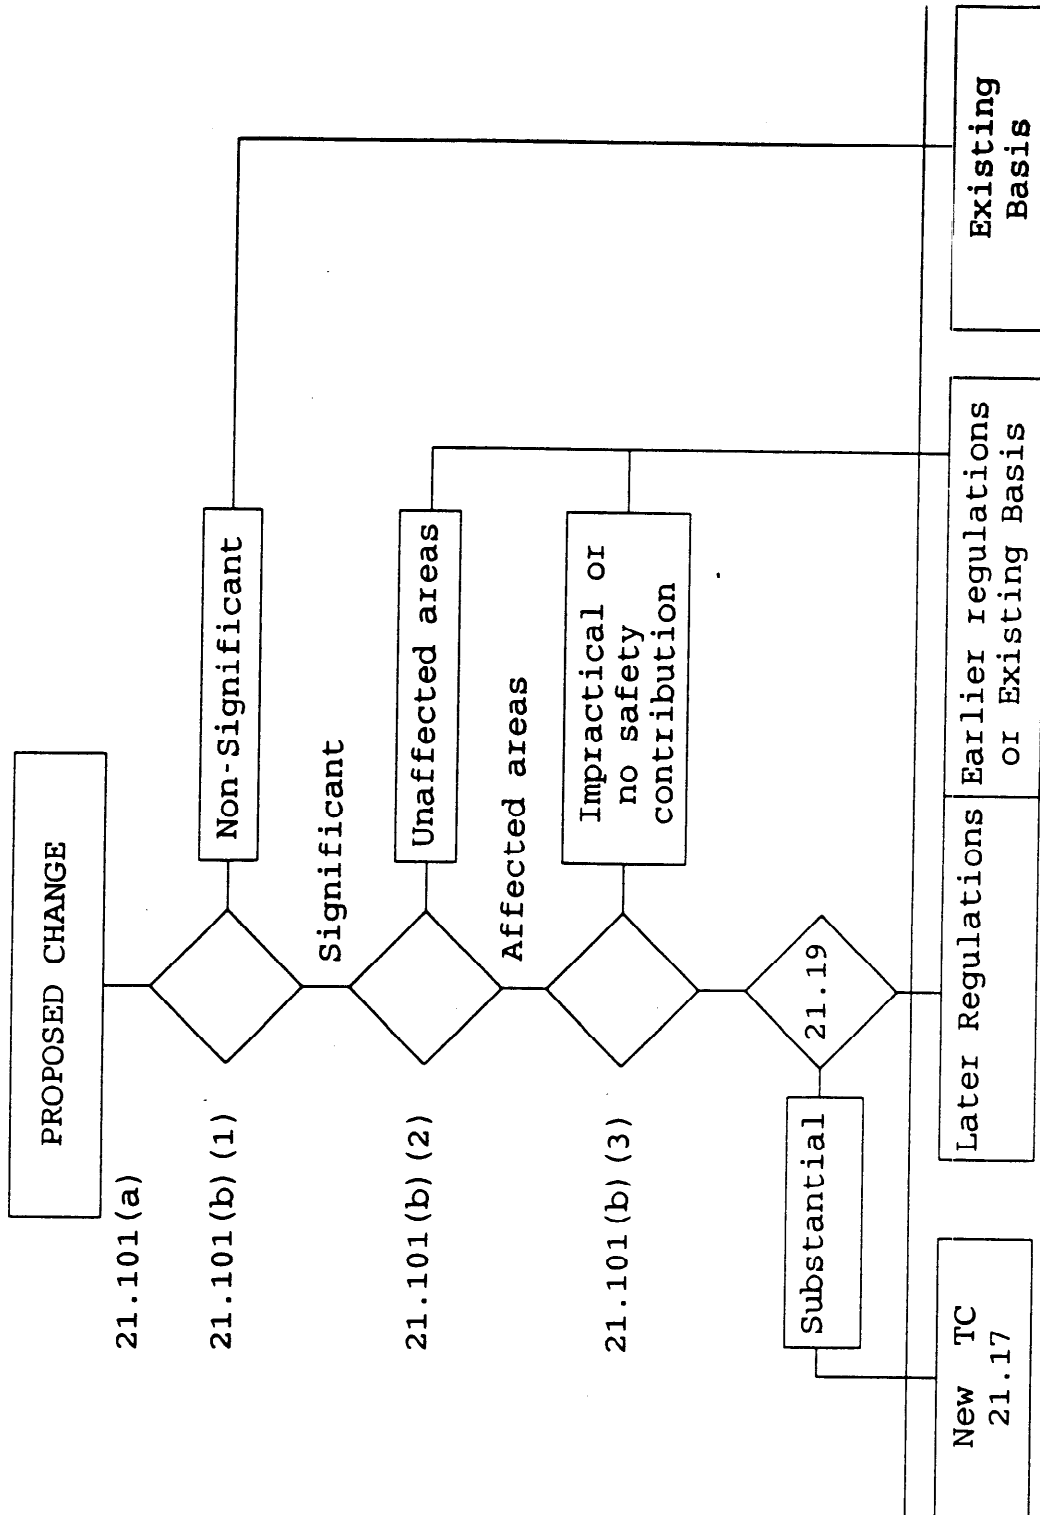 PROPOSED CHANGE
21.101(a)
21.101(b)(1)
Non-Significant
Significant
21.101(b)(2)
Unaffected areas
Affected areas
21.101(b)(3)
Impractical or
no safety
contribution
21.19
Substantial
New TC
21.17
Later Regulations
Earlier regulations
or Existing Basis
Existing
Basis